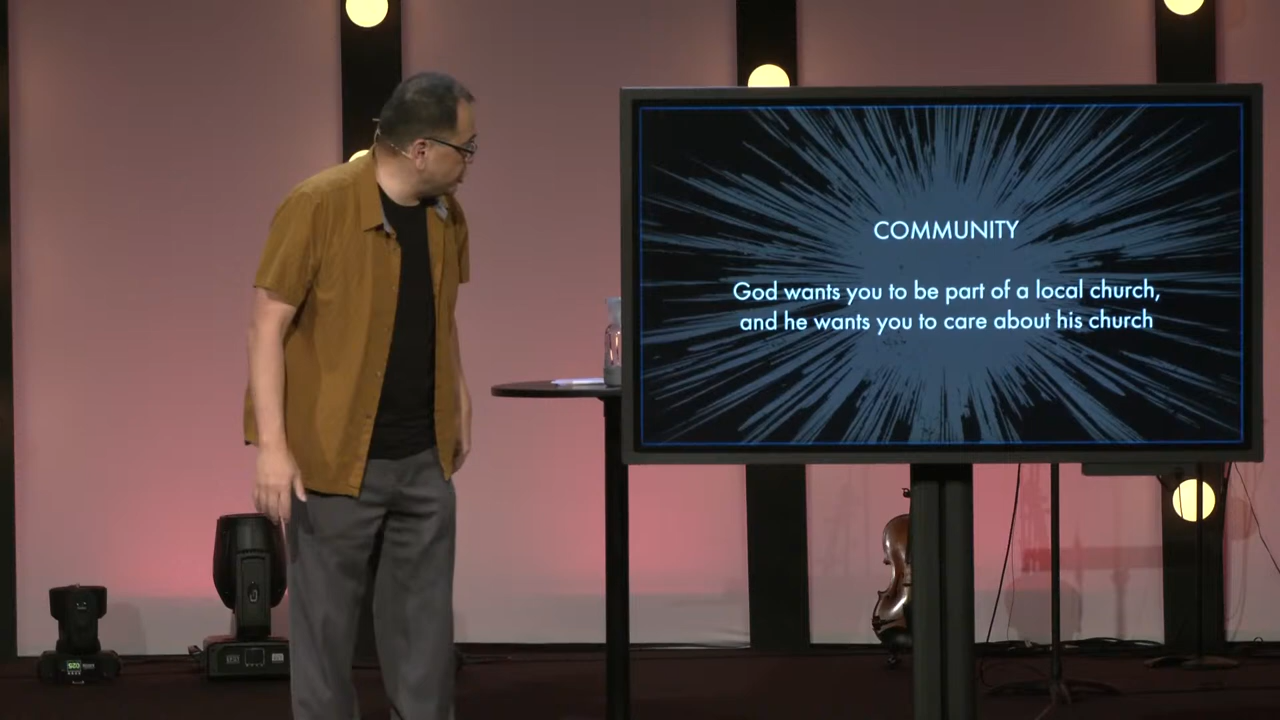 COMMUNITY
God wants you to be part of a local church,
and he wants you to care about his church